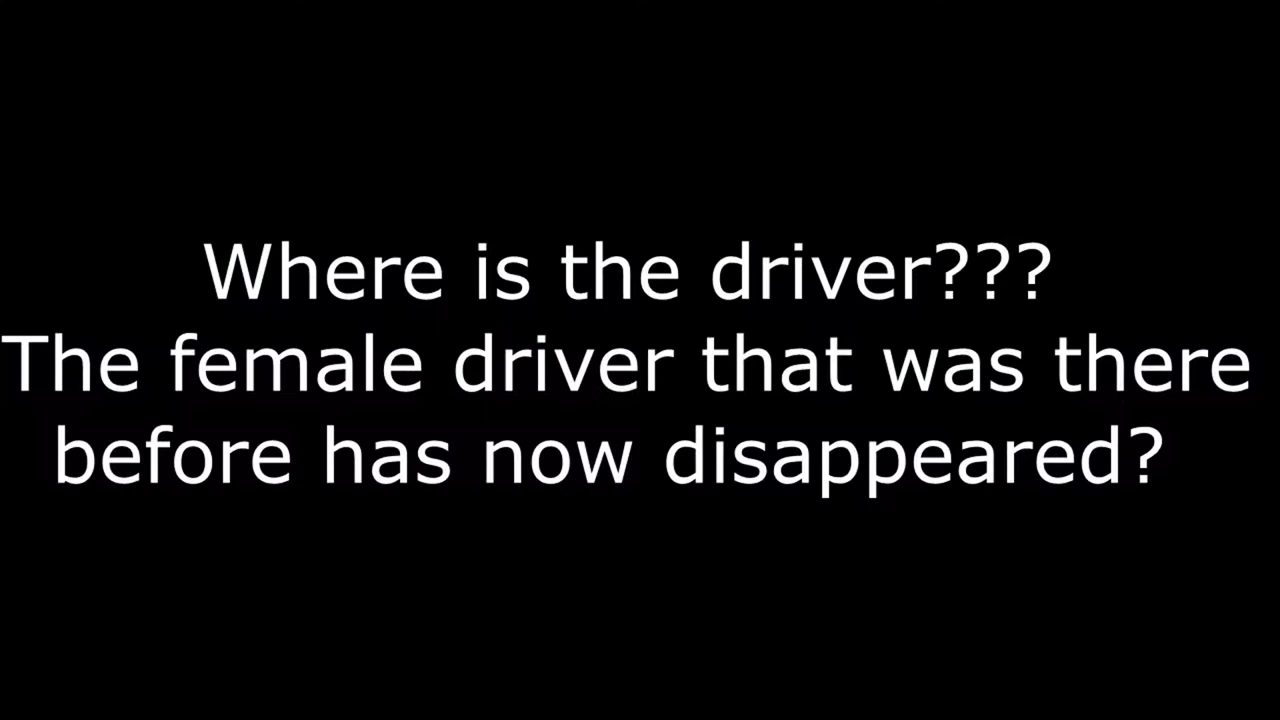 Where is the driver???
The female driver that was there
before has now disappeared?